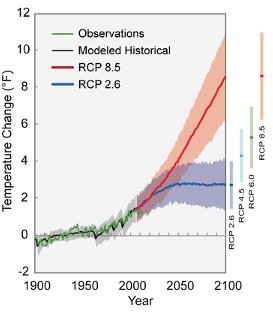 12
10
8
6
4
2
0
-2
Temperature Change (°F)
Observations
Modeled Historical
RCP 8.5
RCP 2.6
1900
1950
2000
2050
2100
Year
RCP 2.6
RCP 4.5
RCP 6.0
RCP 8.5